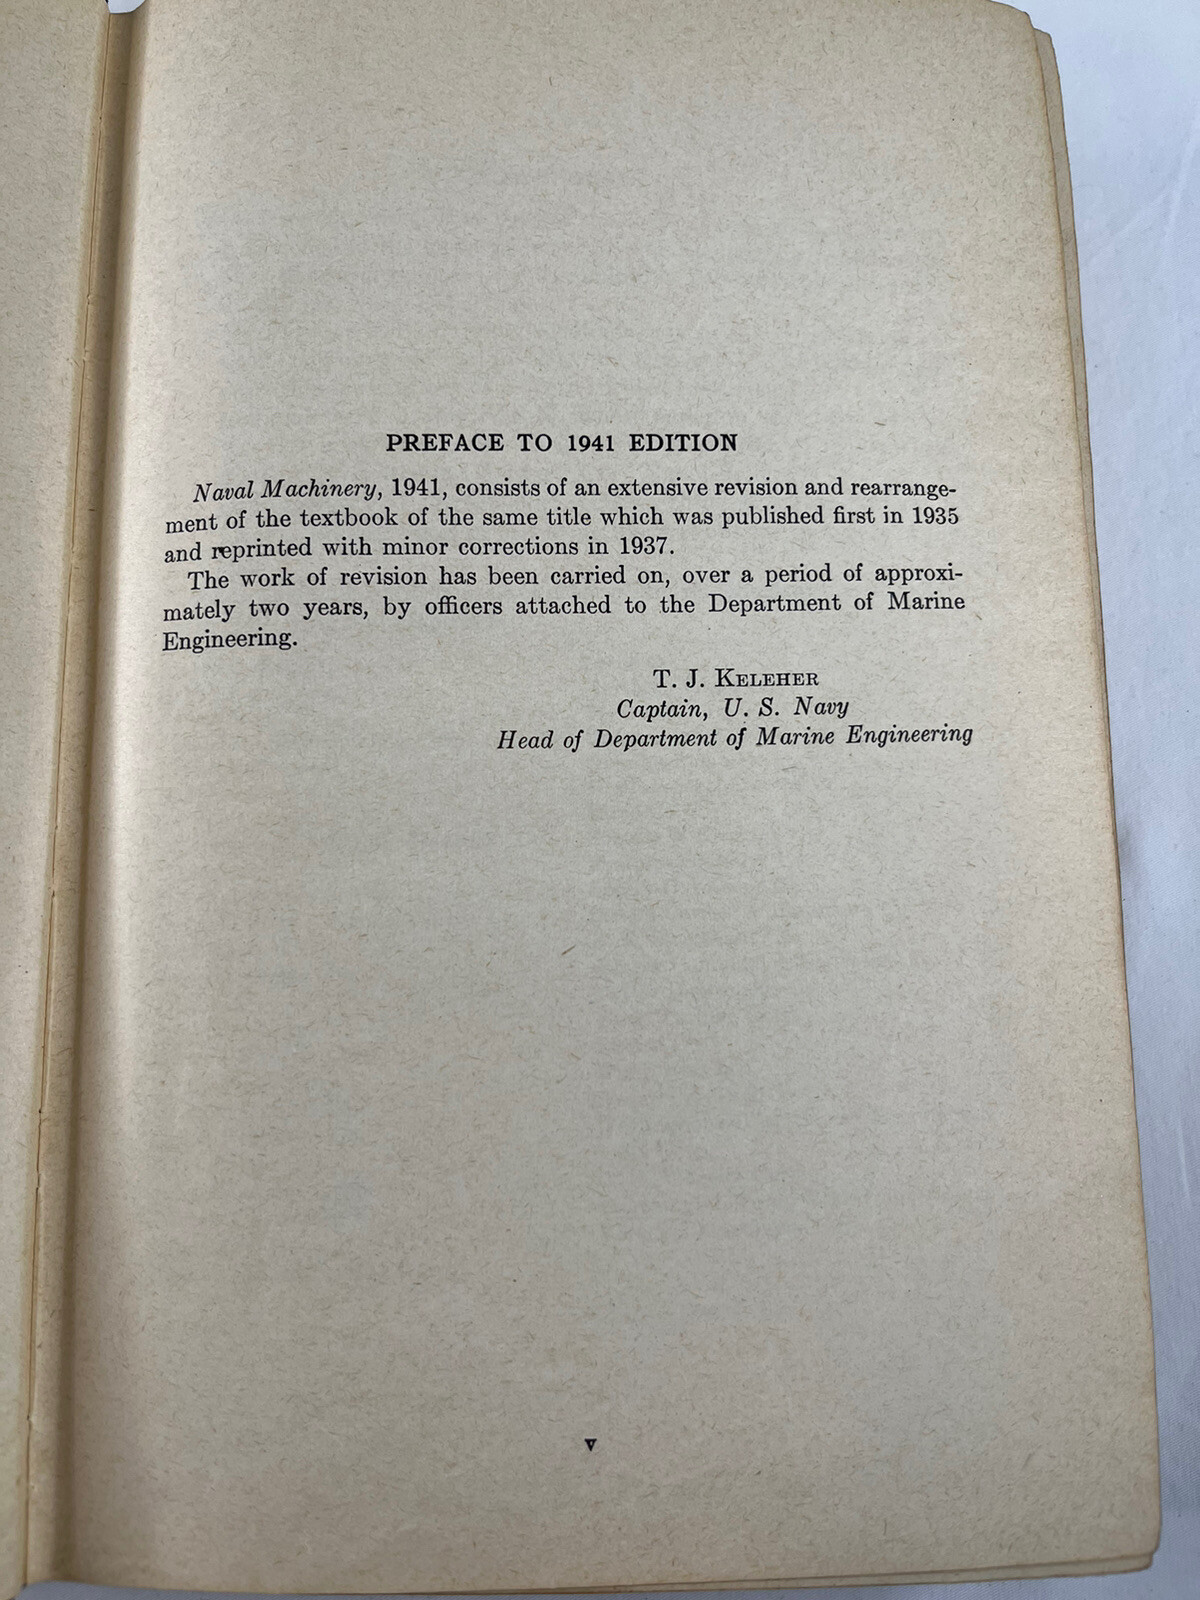 PREFACE TO 1941 EDITION
Naval Machinery, 1941, consists of an extensive revision and rearrange-
ment of the textbook of the same title which was published first in 1935
and reprinted with minor corrections in 1937.
The work of revision has been carried on, over a period of approxi-
mately two years, by officers attached to the Department of Marine
Engineering.
T. J. KELEHER
Captain, U. S. Navy
Head of Department of Marine Engineering
v